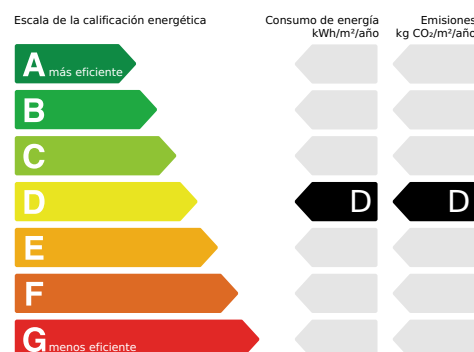 Escala de la calificación energética
Consumo de energía
kWh/m²/año
Emisiones
kg CO₂/m²/año
A más eficiente
B
C
D D D
E
F
G menos eficiente